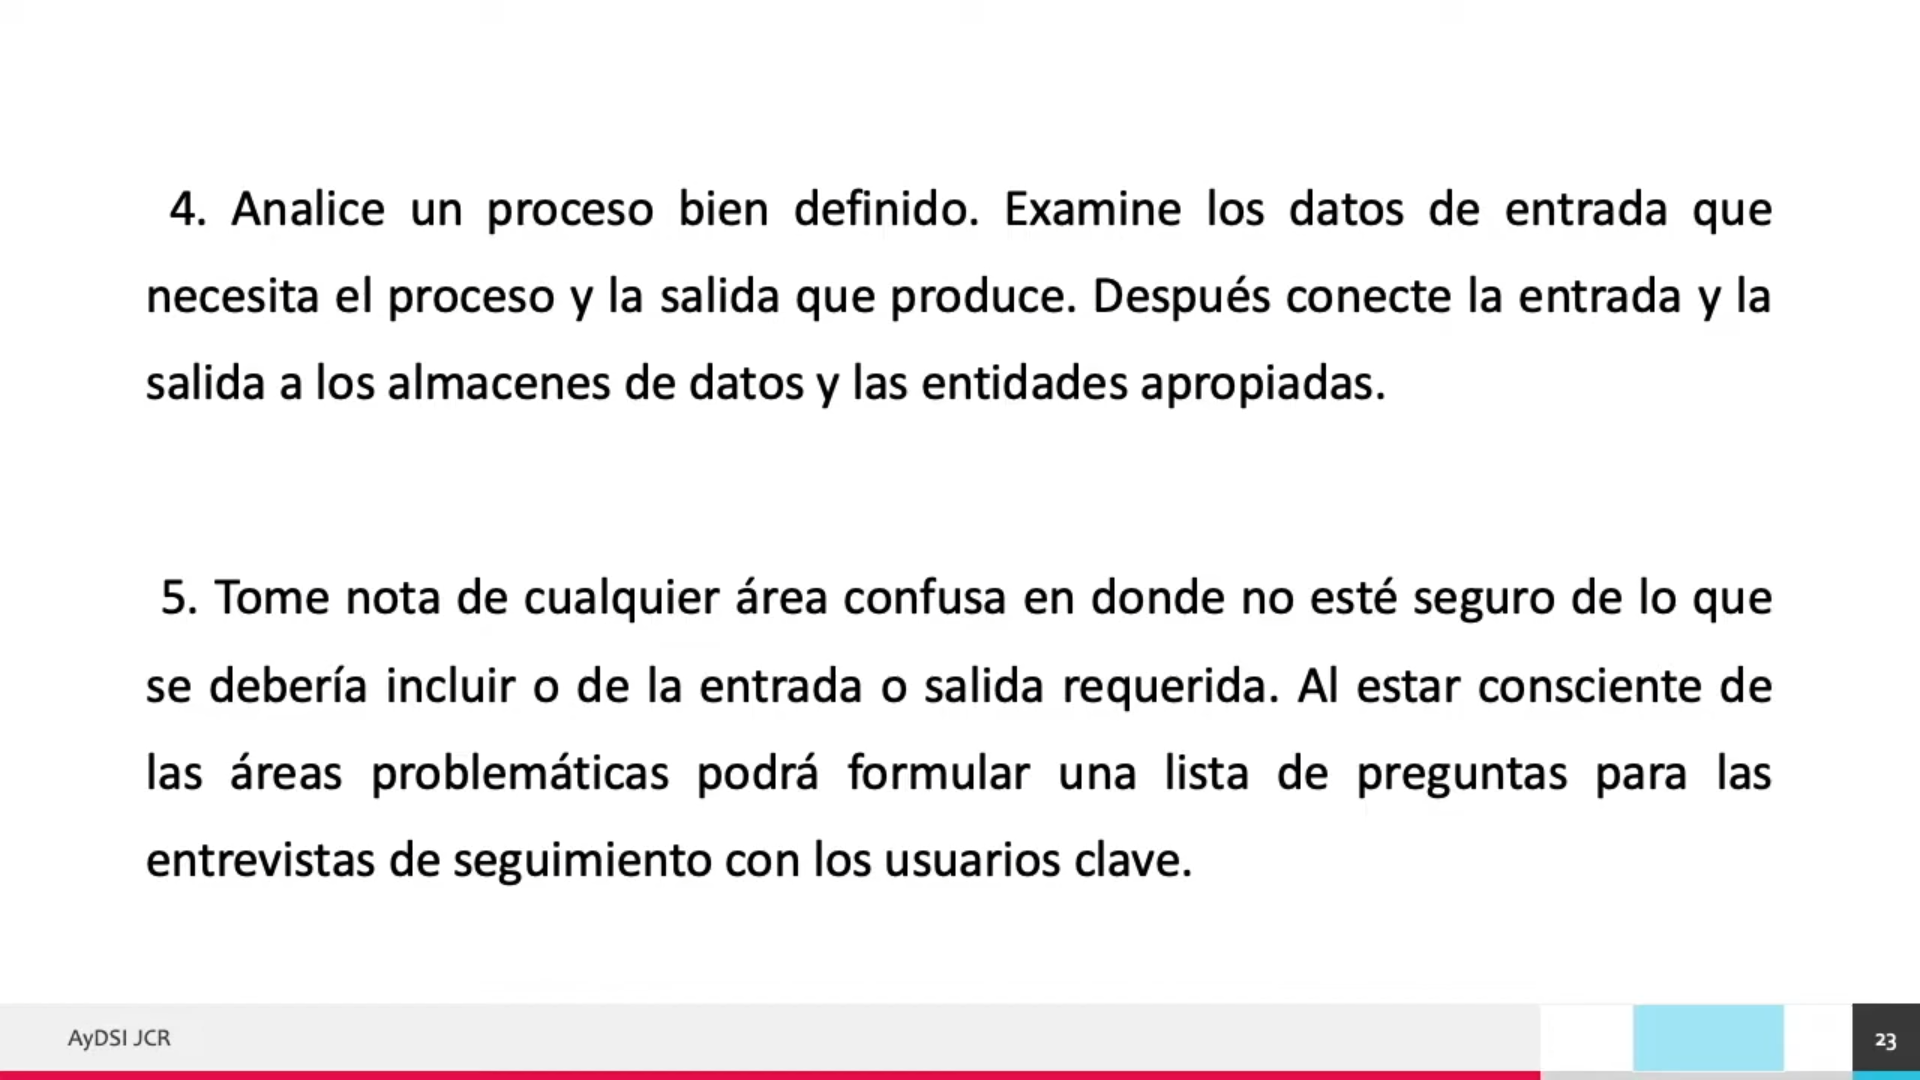 4. Analice un proceso bien definido. Examine los datos de entrada que
necesita el proceso y la salida que produce. Después conecte la entrada y la
salida a los almacenes de datos y las entidades apropiadas.
5. Tome nota de cualquier área confusa en donde no esté seguro de lo que
se debería incluir o de la entrada o salida requerida. Al estar consciente de
las áreas problemáticas podrá formular una lista de preguntas para las
entrevistas de seguimiento con los usuarios clave.
AyDSI JCR
23